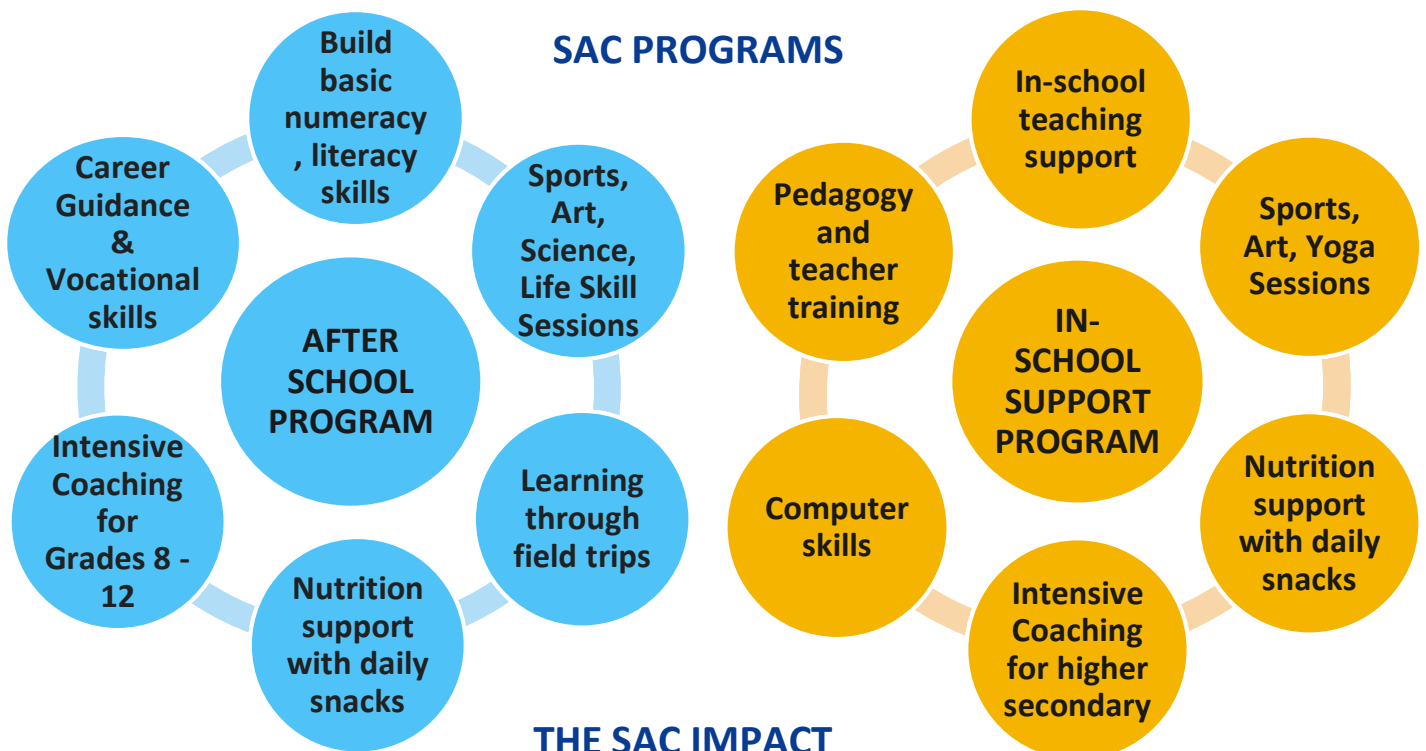 SAC PROGRAMS
Build
basic
numeracy
, literacy
skills
Sports,
Art,
Science,
Life Skill
Sessions
Learning
through
field trips
Nutrition
support
with daily
snacks
Intensive
Coaching
for
Grades 8 -
12
Career
Guidance
&
Vocational
skills
AFTER
SCHOOL
PROGRAM
In-school
teaching
support
Sports,
Art, Yoga
Sessions
Nutrition
support
with daily
snacks
Intensive
Coaching
for higher
secondary
Computer
skills
Pedagogy
and
teacher
training
IN-
SCHOOL
SUPPORT
PROGRAM
THE SAC IMPACT